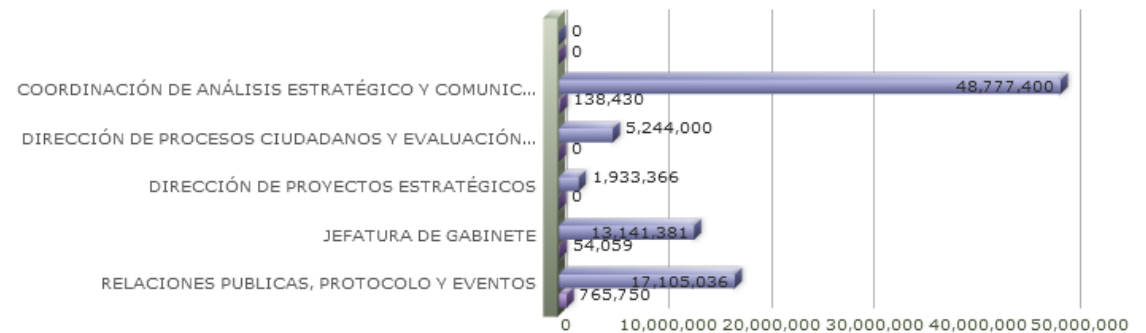 0
0
COORDINACIÓN DE ANÁLISIS ESTRATÉGICO Y COMUNIC...
48,777,400
138,430
DIRECCIÓN DE PROCESOS CIUDADANOS Y EVALUACIÓN...
5,244,000
0
DIRECCIÓN DE PROYECTOS ESTRATÉGICOS
1,933,366
0
JEFATURA DE GABINETE
13,141,381
54,059
RELACIONES PUBLICAS, PROTOCOLO Y EVENTOS
17,105,036
765,750
0 10,000,000 20,000,000 30,000,000 40,000,000 50,000,000